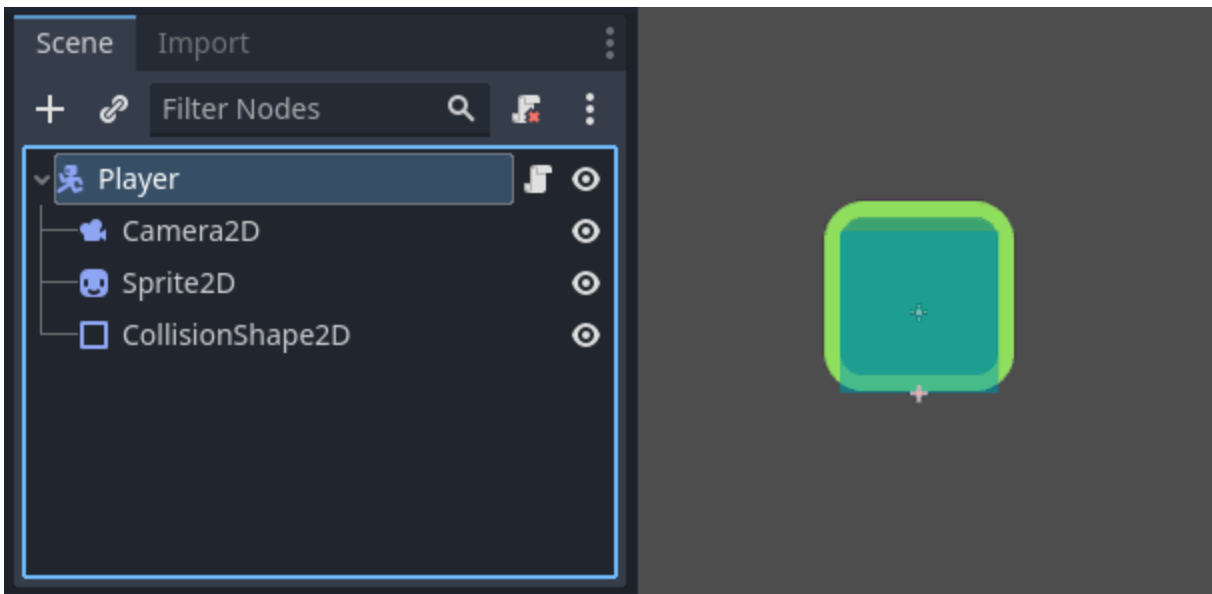 Scene Import
Filter Nodes
Player
Camera2D
Sprite2D
CollisionShape2D